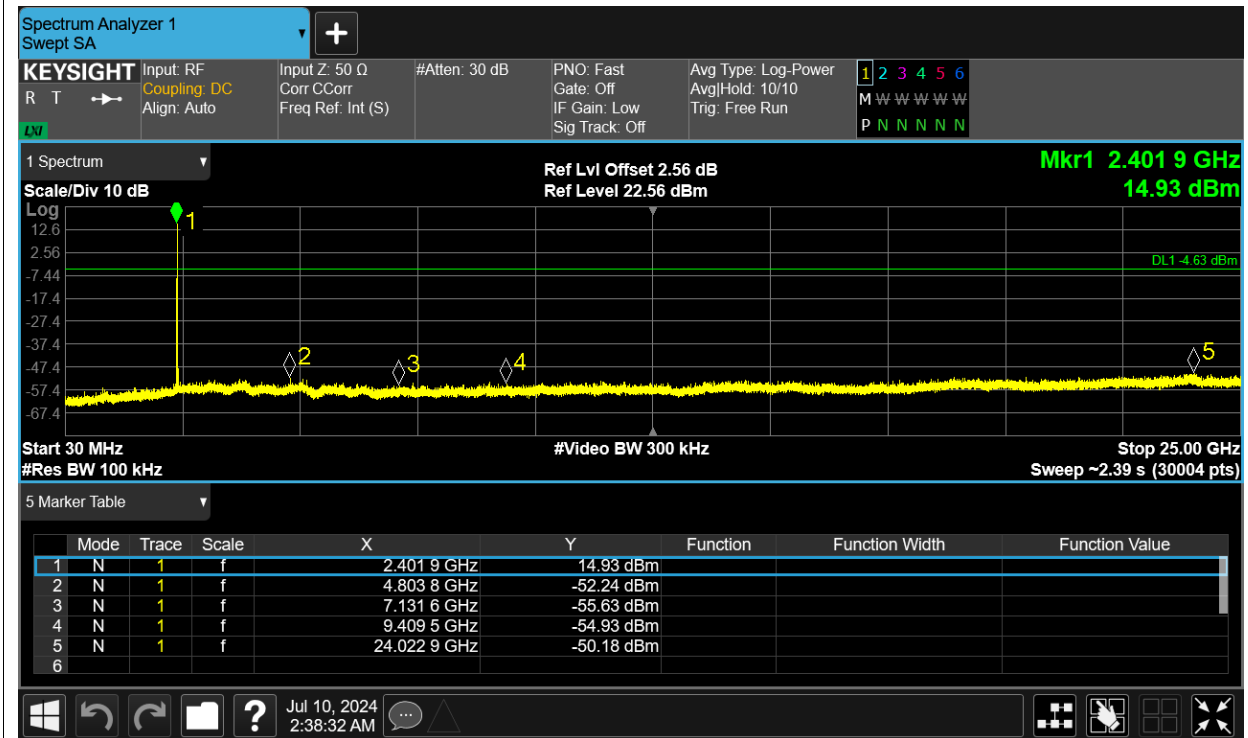 Spectrum Analyzer 1
Swept SA
KEYSIGHT
R T
LXI
Input: RF
Coupling: DC
Align: Auto
Input Z: 50 Ω
Corr CCorr
Freq Ref: Int (S)
#Atten: 30 dB
PNO: Fast
Gate: Off
IF Gain: Low
Sig Track: Off
Avg Type: Log-Power
Avg|Hold: 10/10
Trig: Free Run
1 2 3 4 5 6
M W W W W W
P N N N N N
1 Spectrum
Scale/Div 10 dB
Ref Lvl Offset 2.56 dB
Ref Level 22.56 dBm
Mkr1 2.401 9 GHz
14.93 dBm
Log
12.6
2.56
-7.44
-17.4
-27.4
-37.4
-47.4
-57.4
-67.4
1
2
3
4
5
DL1 -4.63 dBm
Start 30 MHz
#Res BW 100 kHz
#Video BW 300 kHz
Stop 25.00 GHz
Sweep ~2.39 s (30004 pts)
5 Marker Table
Mode Trace Scale X Y Function Function Width Function Value
1 N 1 f 2.401 9 GHz 14.93 dBm
2 N 1 f 4.803 8 GHz -52.24 dBm
3 N 1 f 7.131 6 GHz -55.63 dBm
4 N 1 f 9.409 5 GHz -54.93 dBm
5 N 1 f 24.022 9 GHz -50.18 dBm
6
?
Jul 10, 2024
2:38:32 AM